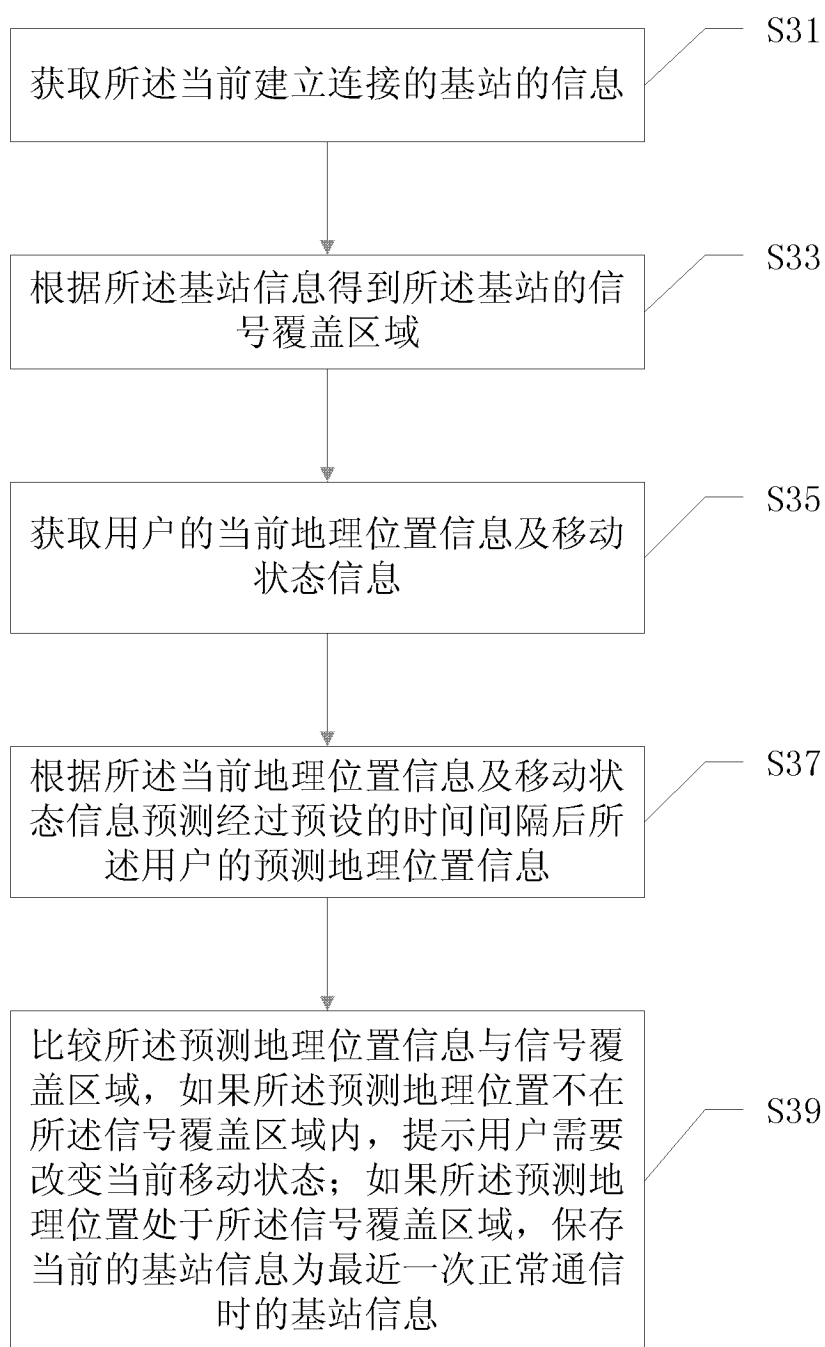 S31
获取所述当前建立连接的基站的信息
S33
根据所述基站信息得到所述基站的信
号覆盖区域
S35
获取用户的当前地理位置信息及移动
状态信息
S37
根据所述当前地理位置信息及移动状
态信息预测经过预设的时间间隔后所
述用户的预测地理位置信息
S39
比较所述预测地理位置信息与信号覆
盖区域，如果所述预测地理位置不在
所述信号覆盖区域内，提示用户需要
改变当前移动状态；如果所述预测地
理位置处于所述信号覆盖区域，保存
当前的基站信息为最近一次正常通信
时的基站信息